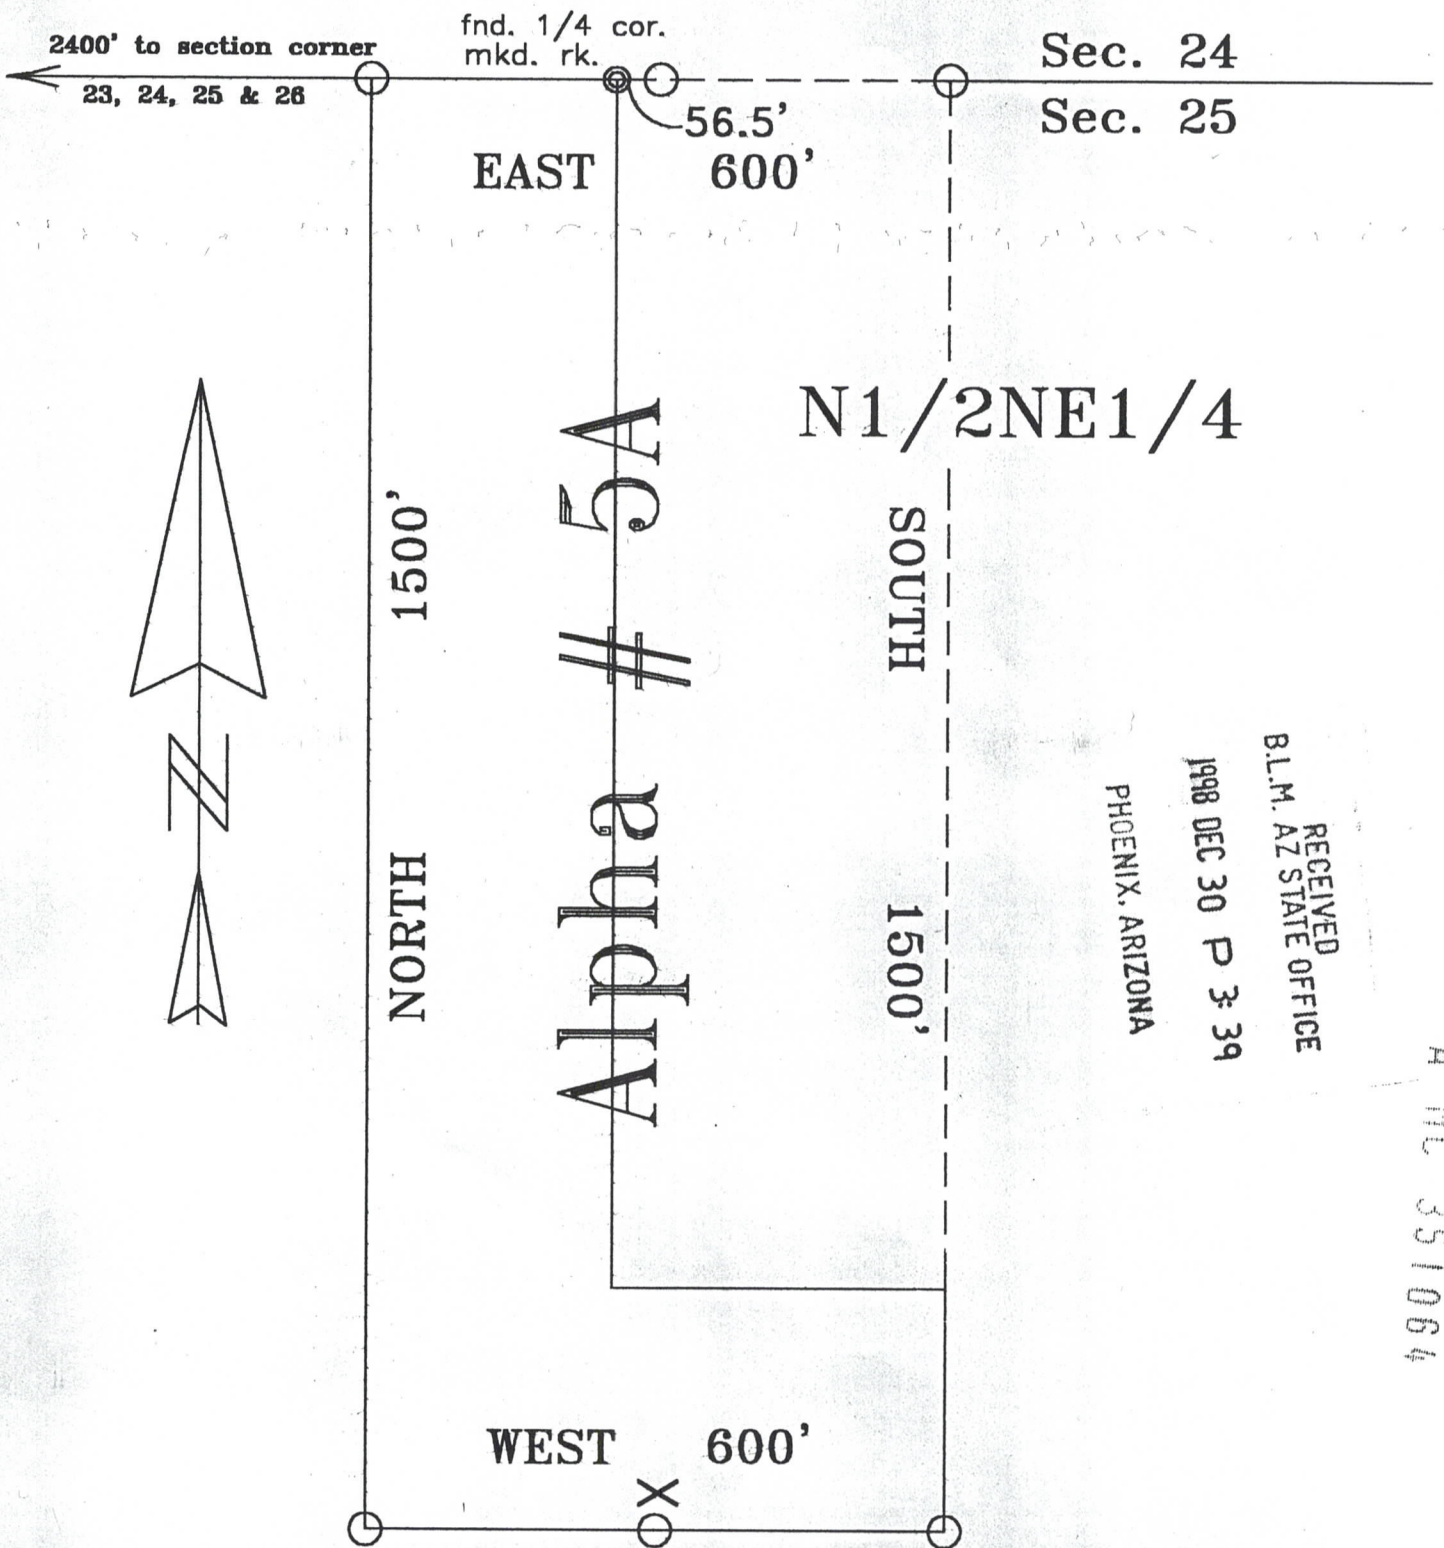 2400' to section corner
23, 24, 25 & 26
fnd. 1/4 cor.
mkd. rk.
Sec. 24
Sec. 25
56.5'
EAST 600'
N1/2NE1/4
NORTH 1500'
N
Alpha # 5A
SOUTH 1500'
RECEIVED
B.L.M. AZ STATE OFFICE
1998 DEC 30 P 3:39
PHOENIX, ARIZONA
351064
WEST 600'
X